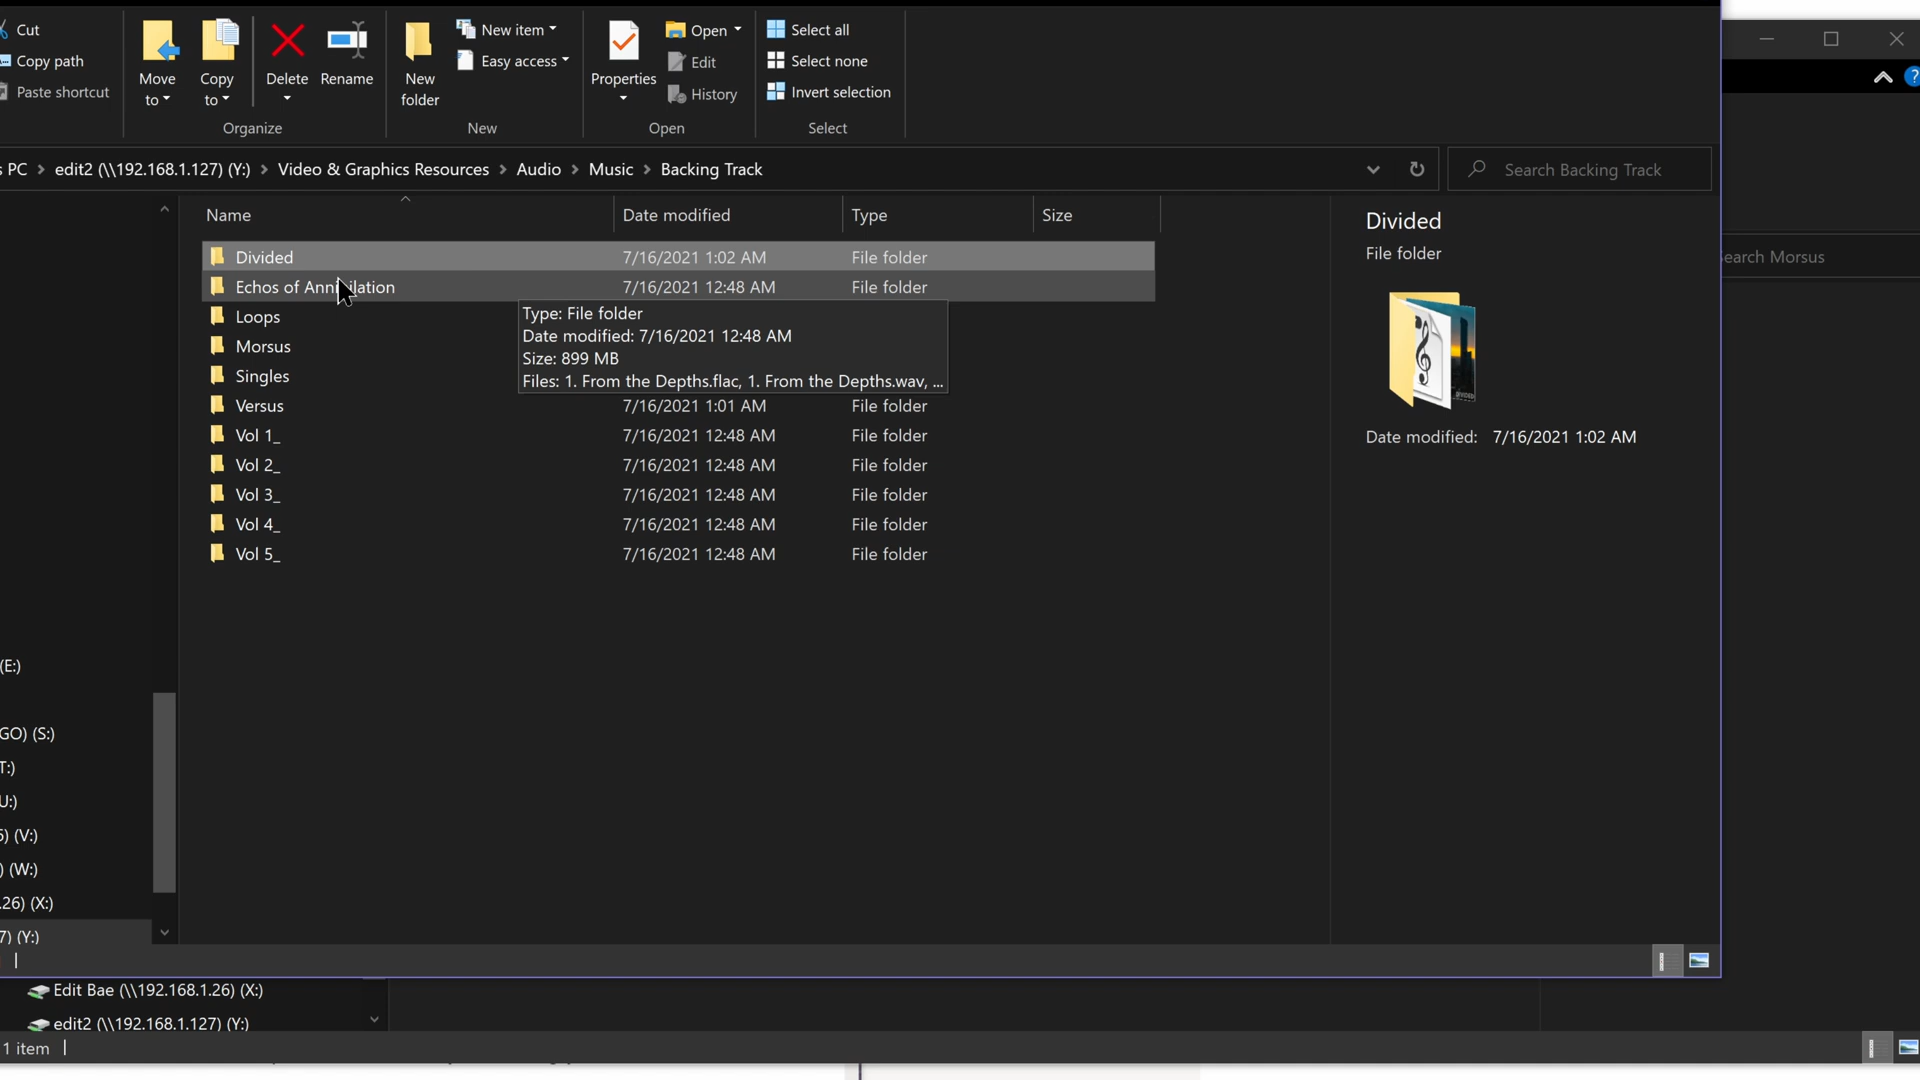 Cut
Copy path
Paste shortcut
Move to
Copy to
Delete
Rename
Organize
New folder
New item
Easy access
New
Properties
Open
Edit
History
Open
Select all
Select none
Invert selection
Select
PC > edit2 (\\192.168.1.127) (Y:) > Video & Graphics Resources > Audio > Music > Backing Track
Search Backing Track
Name Date modified Type Size
Divided 7/16/2021 1:02 AM File folder
Echos of Annihilation 7/16/2021 12:48 AM File folder
Loops
Morsus
Singles
Type: File folder
Date modified: 7/16/2021 12:48 AM
Size: 899 MB
Files: 1. From the Depths.flac, 1. From the Depths.wav, ...
Versus 7/16/2021 1:01 AM File folder
Vol 1_ 7/16/2021 12:48 AM File folder
Vol 2_ 7/16/2021 12:48 AM File folder
Vol 3_ 7/16/2021 12:48 AM File folder
Vol 4_ 7/16/2021 12:48 AM File folder
Vol 5_ 7/16/2021 12:48 AM File folder
Divided
File folder
Date modified: 7/16/2021 1:02 AM
earch Morsus
(E:)
GO) (S:)
T:)
U:)
) (V:)
) (W:)
.26) (X:)
7) (Y:)
Edit Bae (\\192.168.1.26) (X:)
edit2 (\\192.168.1.127) (Y:)
1 item